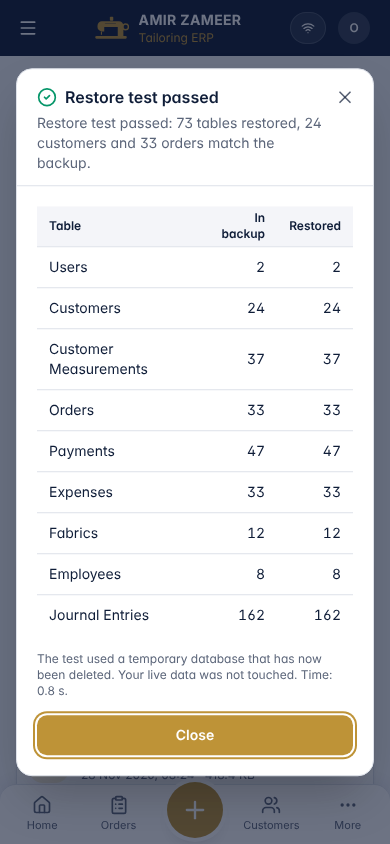 AMIR ZAMEER
Tailoring ERP
O
Restore test passed
Restore test passed: 73 tables restored, 24
customers and 33 orders match the
backup.
Table In backup Restored
Users 2 2
Customers 24 24
Customer Measurements 37 37
Orders 33 33
Payments 47 47
Expenses 33 33
Fabrics 12 12
Employees 8 8
Journal Entries 162 162
The test used a temporary database that has now
been deleted. Your live data was not touched. Time:
0.8 s.
Close
Home Orders Customers More